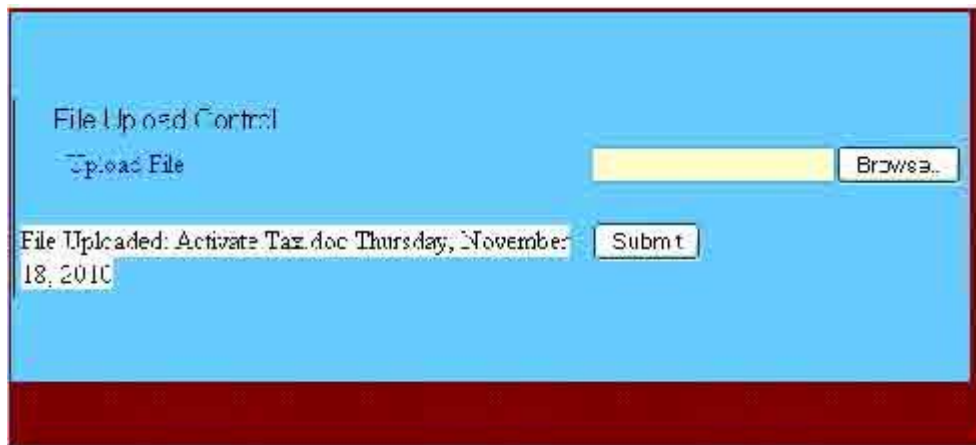 File Upload Control
Upload File
Browse..
File Uploaded: Activate Tax.doc Thursday, November
18, 2010
Submit